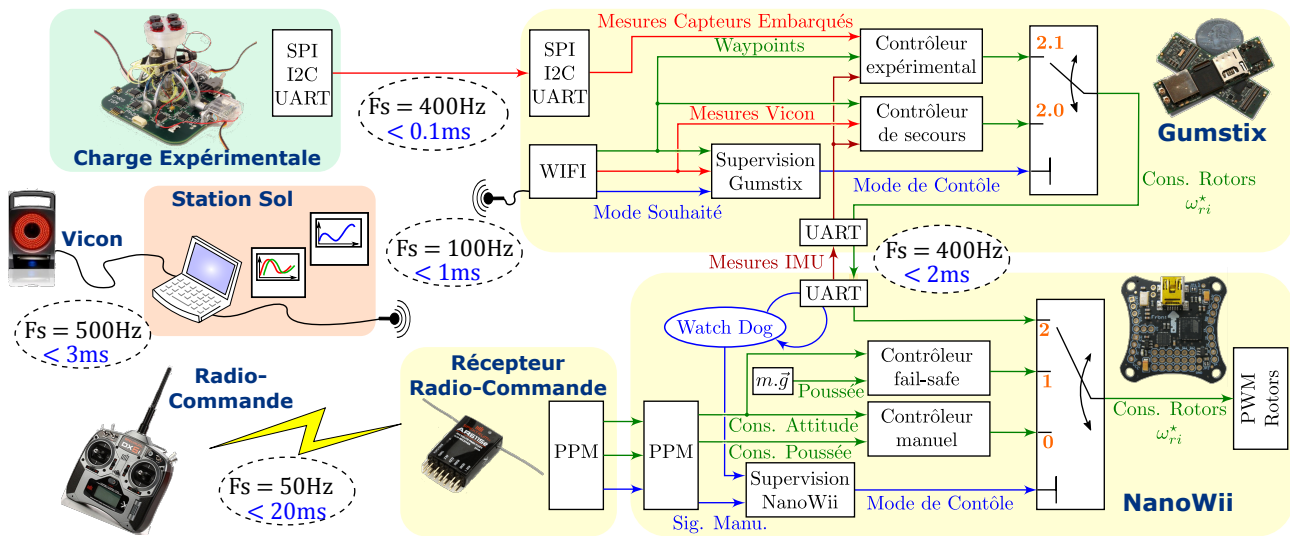 SPI
I2C
UART
Charge Expérimentale
Fs = 400Hz
< 0.1ms
SPI
I2C
UART
Mesures Capteurs Embarqués
Waypoints
Contrôleur
expérimental
2.1
2.0
Gumstix
Mesures Vicon
Contrôleur
de secours
WIFI
Supervision
Gumstix
Mode de Contôle
Mode Souhaité
Cons. Rotors
ω*ri
Station Sol
Vicon
Fs = 100Hz
< 1ms
Fs = 500Hz
< 3ms
UART
Mesures IMU
Fs = 400Hz
< 2ms
UART
Watch Dog
2
1
0
Contrôleur
fail-safe
m.g⃗
Poussée
Cons. Attitude
Contrôleur
manuel
Cons. Poussée
Cons. Rotors
ω*ri
PWM
Rotors
Récepteur
Radio-Commande
PPM
PPM
Supervision
NanoWii
Mode de Contôle
Sig. Manu.
NanoWii
Radio-
Commande
Fs = 50Hz
< 20ms